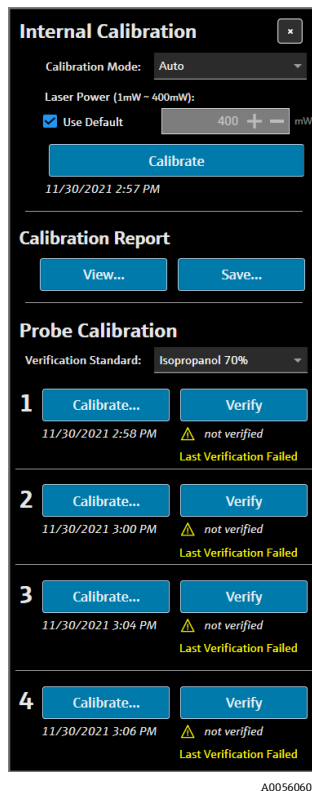 Internal Calibration ×
Calibration Mode: Auto
Laser Power (1mW ~ 400mW):
Use Default 400 + − mW
Calibrate
11/30/2021 2:57 PM
Calibration Report
View... Save...
Probe Calibration
Verification Standard: Isopropanol 70%
1 Calibrate... Verify
11/30/2021 2:58 PM not verified
Last Verification Failed
2 Calibrate... Verify
11/30/2021 3:00 PM not verified
Last Verification Failed
3 Calibrate... Verify
11/30/2021 3:04 PM not verified
Last Verification Failed
4 Calibrate... Verify
11/30/2021 3:06 PM not verified
Last Verification Failed
A0056060